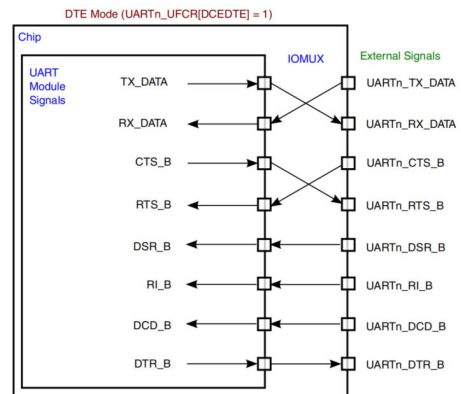 DTE Mode (UARTn_UFCR[DCEDTE] = 1)
Chip
IOMUX
External Signals
UART
Module
Signals
TX_DATA
UARTn_TX_DATA
RX_DATA
UARTn_RX_DATA
CTS_B
UARTn_CTS_B
RTS_B
UARTn_RTS_B
DSR_B
UARTn_DSR_B
RI_B
UARTn_RI_B
DCD_B
UARTn_DCD_B
DTR_B
UARTn_DTR_B